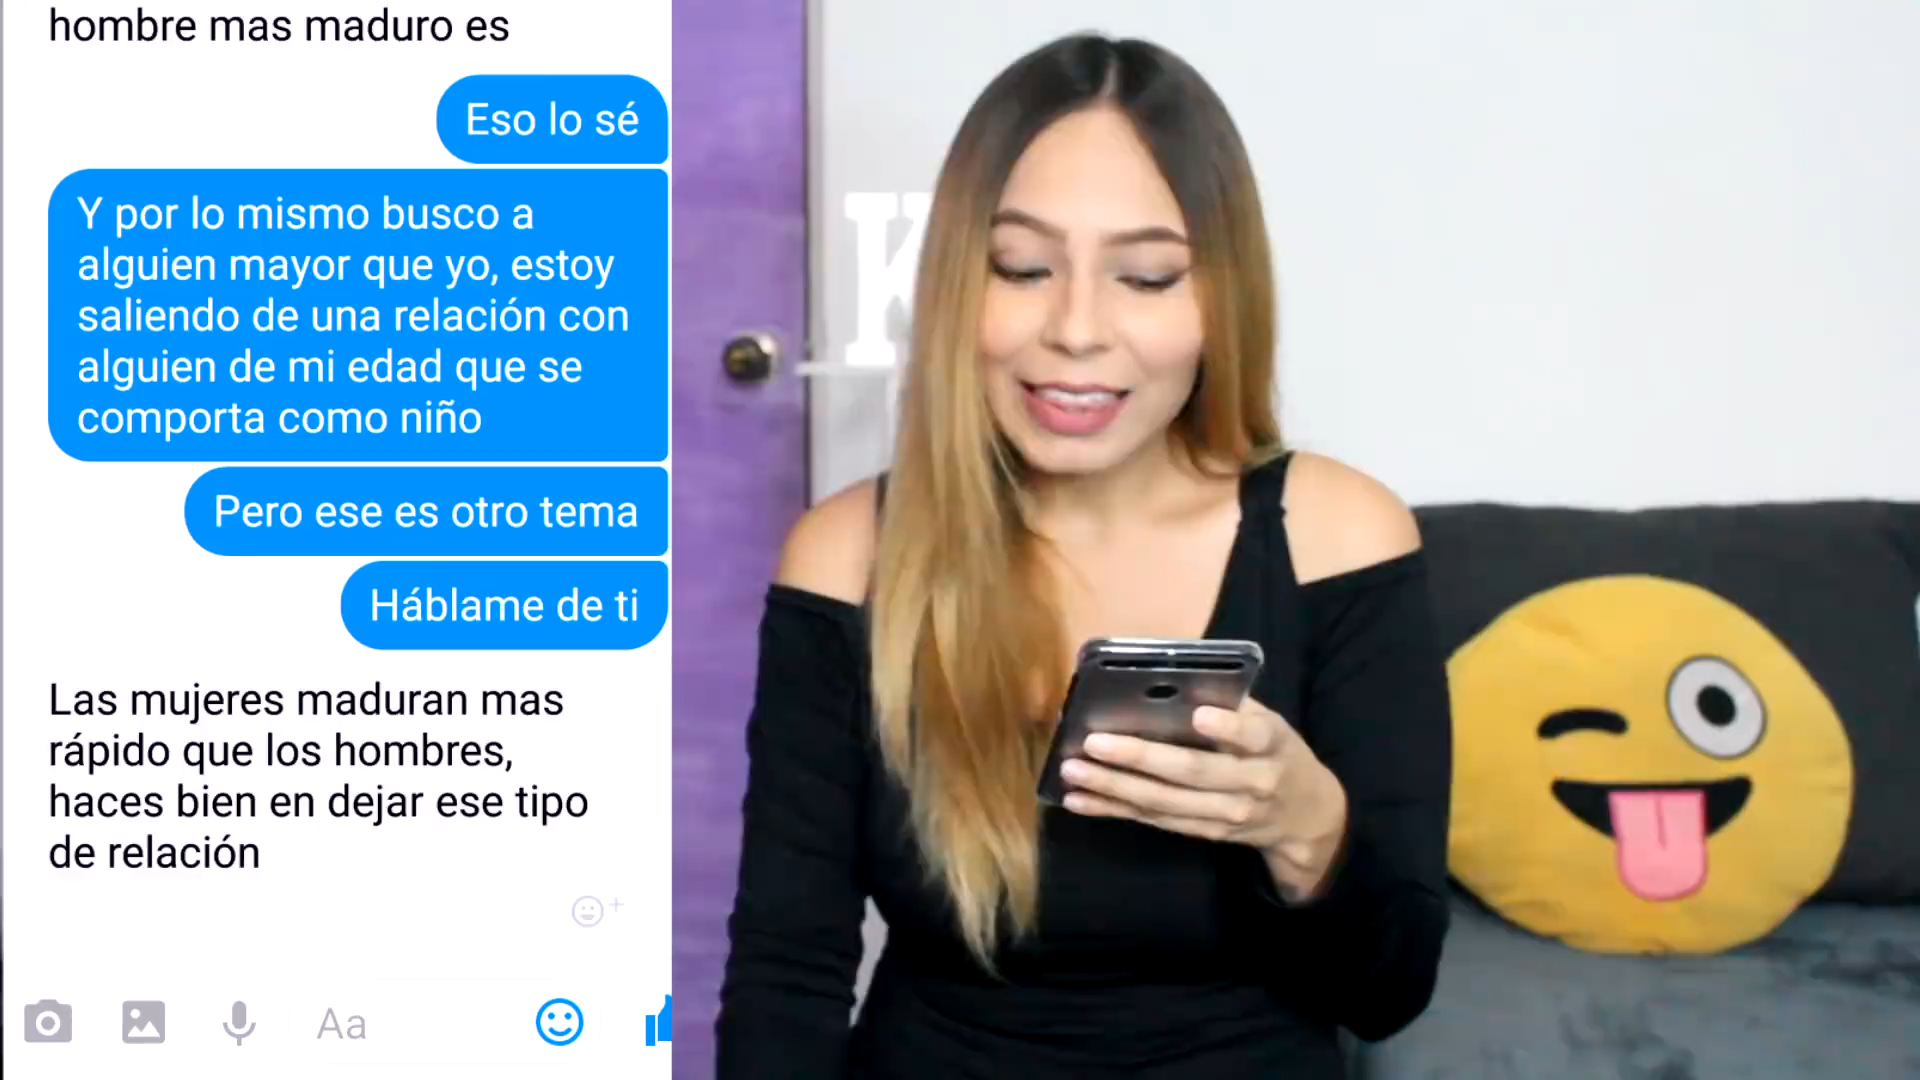 hombre mas maduro es
Eso lo sé
Y por lo mismo busco a
alguien mayor que yo, estoy
saliendo de una relación con
alguien de mi edad que se
comporta como niño
Pero ese es otro tema
Háblame de ti
Las mujeres maduran mas
rápido que los hombres,
haces bien en dejar ese tipo
de relación
Aa
K